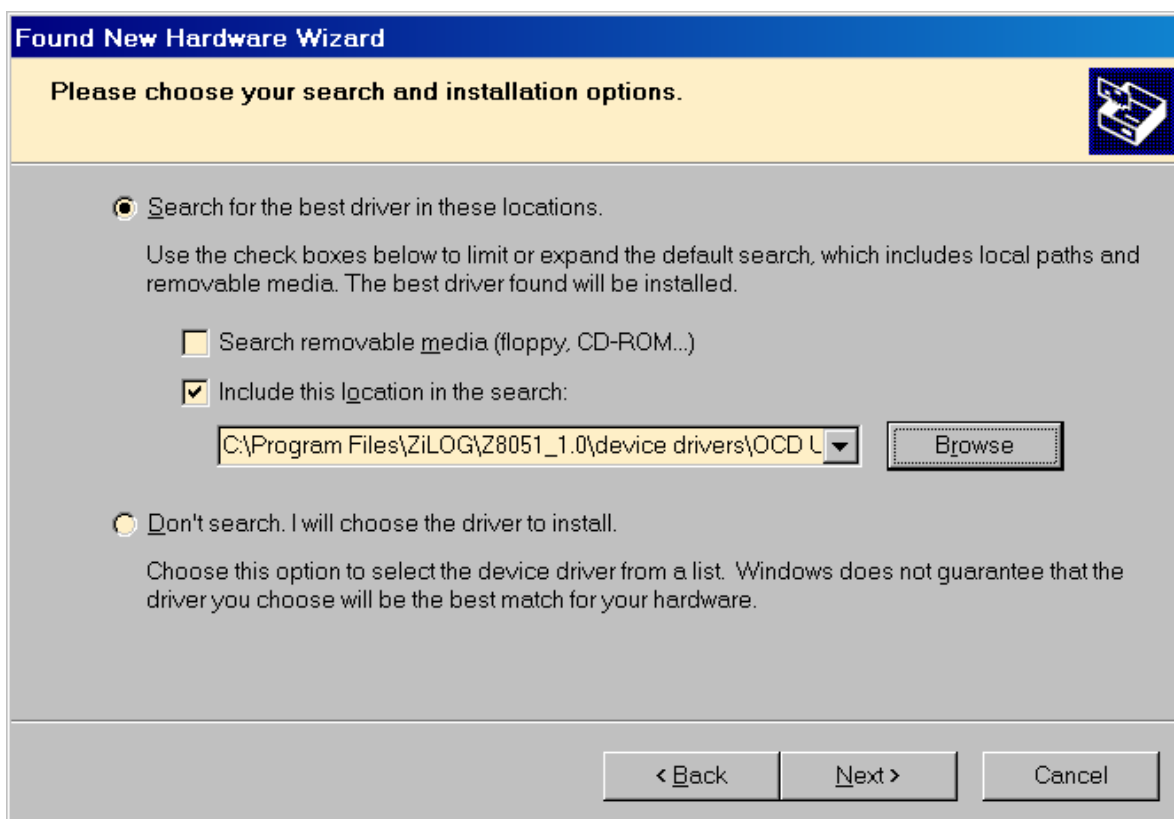 Found New Hardware Wizard
Please choose your search and installation options.
Search for the best driver in these locations.
Use the check boxes below to limit or expand the default search, which includes local paths and
removable media. The best driver found will be installed.
Search removable media (floppy, CD-ROM...)
Include this location in the search:
C:\Program Files\ZiLOG\Z8051_1.0\device drivers\OCD U
Browse
Don't search. I will choose the driver to install.
Choose this option to select the device driver from a list. Windows does not guarantee that the
driver you choose will be the best match for your hardware.
< Back Next > Cancel